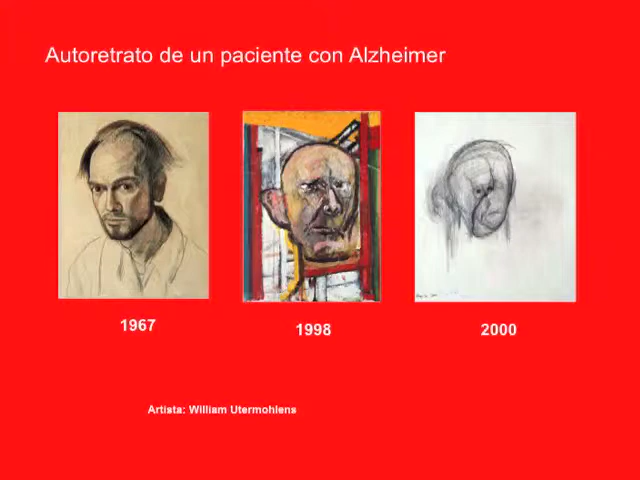 Autoretrato de un paciente con Alzheimer
1967
1998
2000
Artista: William Utermohlens